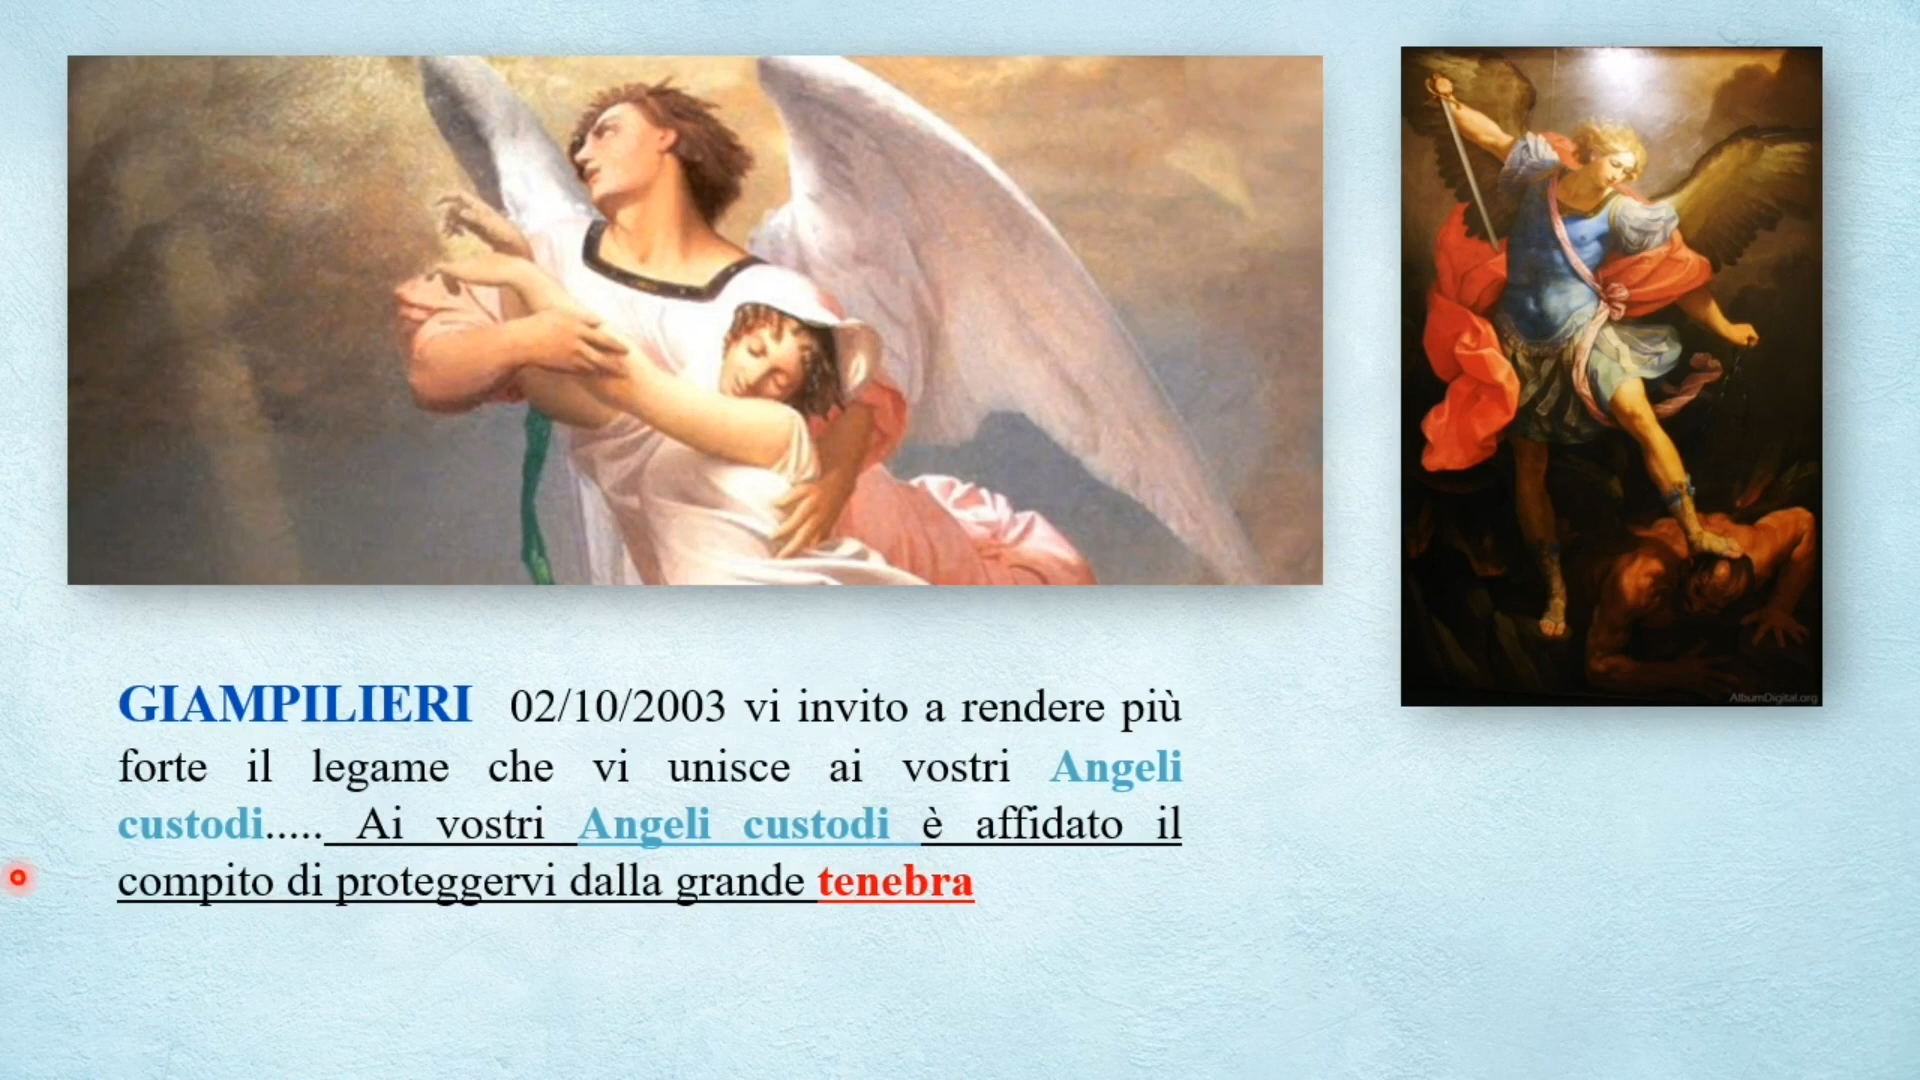 AlbumDigital.org
GIAMPILIERI 02/10/2003 vi invito a rendere più
forte il legame che vi unisce ai vostri Angeli
custodi..... Ai vostri Angeli custodi è affidato il
compito di proteggervi dalla grande tenebra